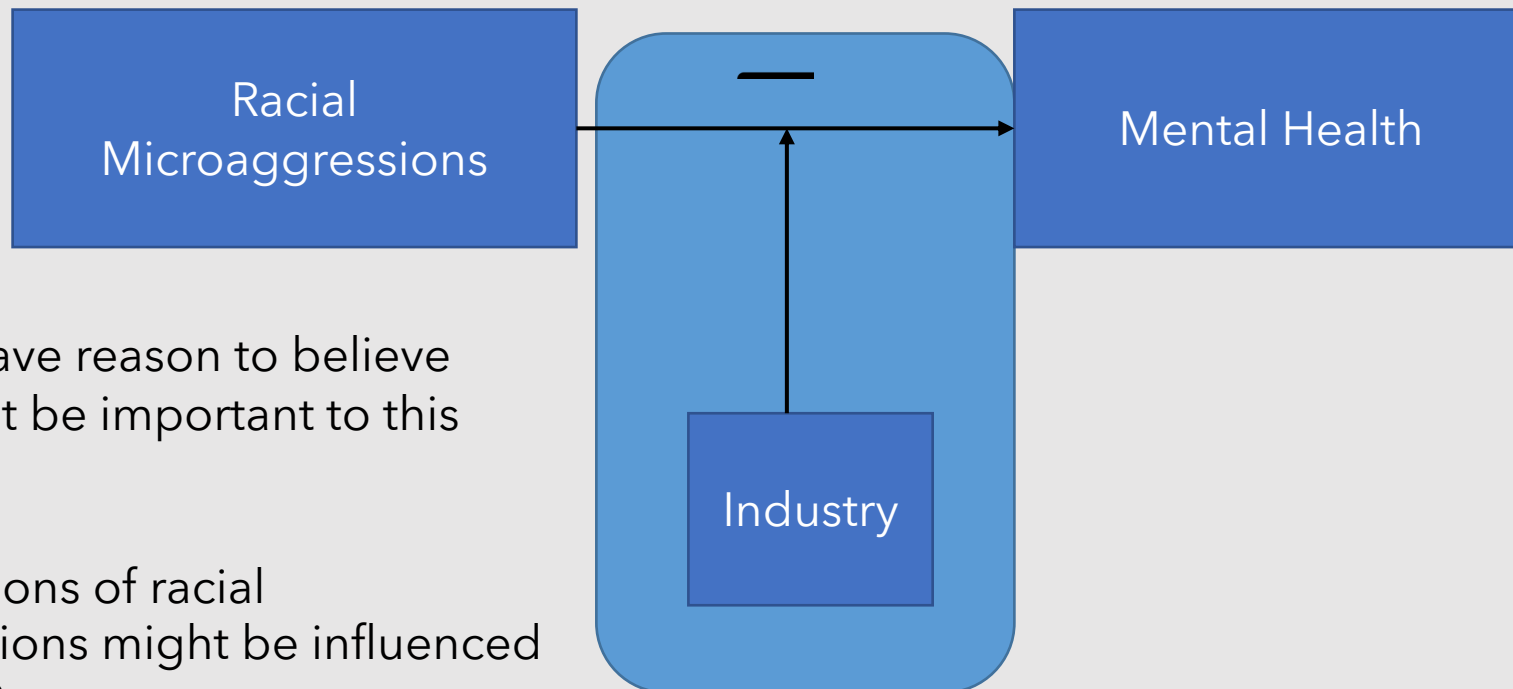 Racial
Microaggressions
Mental Health
ave reason to believe
t be important to this
Industry
ons of racial
ions might be influenced